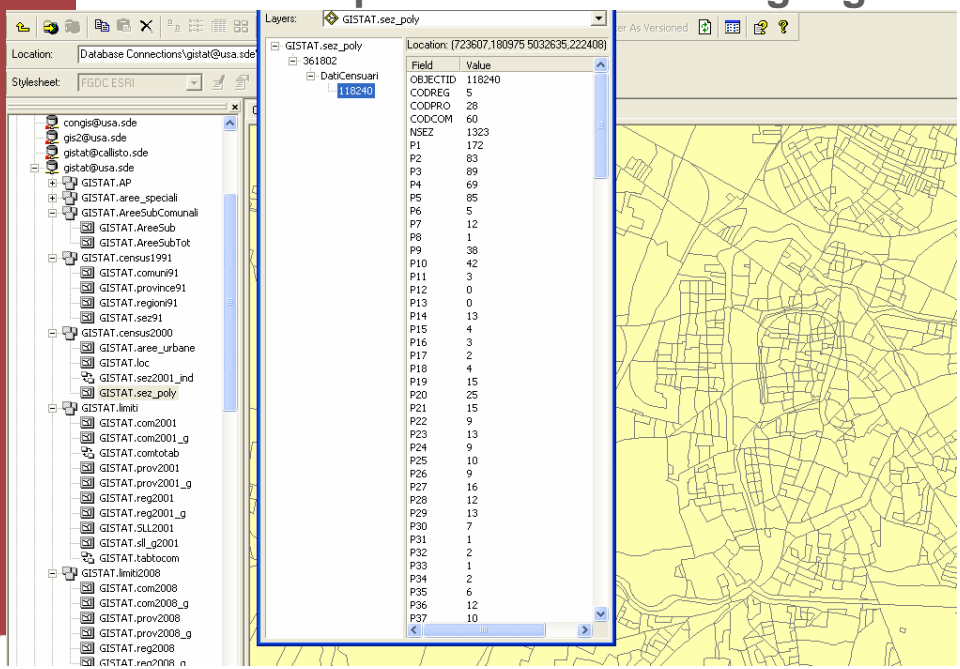 Layers: GISTAT.sez_poly
er As Versioned
Location: Database Connections\gistat@usa.sde
Stylesheet: FGDC ESRI
congis@usa.sde
gis2@usa.sde
gistat@callisto.sde
gistat@usa.sde
GISTAT.AP
GISTAT.aree_speciali
GISTAT.AreeSubComunali
GISTAT.AreeSub
GISTAT.AreeSubTot
GISTAT.census1991
GISTAT.comuni91
GISTAT.province91
GISTAT.regioni91
GISTAT.sez91
GISTAT.census2000
GISTAT.aree_urbane
GISTAT.loc
GISTAT.sez2001_ind
GISTAT.sez_poly
GISTAT.limiti
GISTAT.com2001
GISTAT.com2001_g
GISTAT.comtotab
GISTAT.prov2001
GISTAT.prov2001_g
GISTAT.reg2001
GISTAT.reg2001_g
GISTAT.SLL2001
GISTAT.sll_g2001
GISTAT.tabtocom
GISTAT.limiti2008
GISTAT.com2008
GISTAT.com2008_g
GISTAT.prov2008
GISTAT.prov2008_g
GISTAT.reg2008
GISTAT.reg2008_g
GISTAT.sez_poly
361802
DatiCensuari
118240
Location: (723607,180975 5032635,222408)
Field Value
OBJECTID 118240
CODREG 5
CODPRO 28
CODCOM 60
NSEZ 1323
P1 172
P2 83
P3 89
P4 69
P5 85
P6 5
P7 12
P8 1
P9 38
P10 42
P11 3
P12 0
P13 0
P14 13
P15 4
P16 3
P17 2
P18 4
P19 15
P20 25
P21 15
P22 9
P23 13
P24 9
P25 10
P26 9
P27 16
P28 12
P29 13
P30 7
P31 1
P32 2
P33 1
P34 2
P35 6
P36 12
P37 10